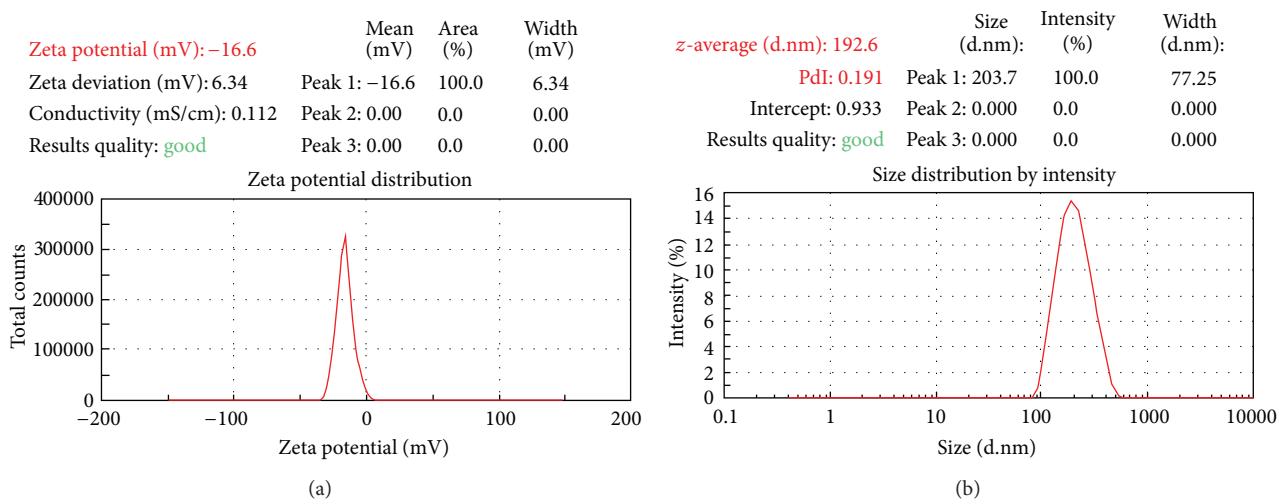 Mean Area Width
(mV) (%) (mV)
Zeta potential (mV): −16.6
Zeta deviation (mV): 6.34 Peak 1: −16.6 100.0 6.34
Conductivity (mS/cm): 0.112 Peak 2: 0.00 0.0 0.00
Results quality: good Peak 3: 0.00 0.0 0.00
Zeta potential distribution
400000
300000
200000
100000
0
Total counts
−200 −100 0 100 200
Zeta potential (mV)
(a)
Size Intensity Width
(d.nm): (%) (d.nm):
z-average (d.nm): 192.6
PdI: 0.191 Peak 1: 203.7 100.0 77.25
Intercept: 0.933 Peak 2: 0.000 0.0 0.000
Results quality: good Peak 3: 0.000 0.0 0.000
Size distribution by intensity
16
14
12
10
8
6
4
2
0
Intensity (%)
0.1 1 10 100 1000 10000
Size (d.nm)
(b)